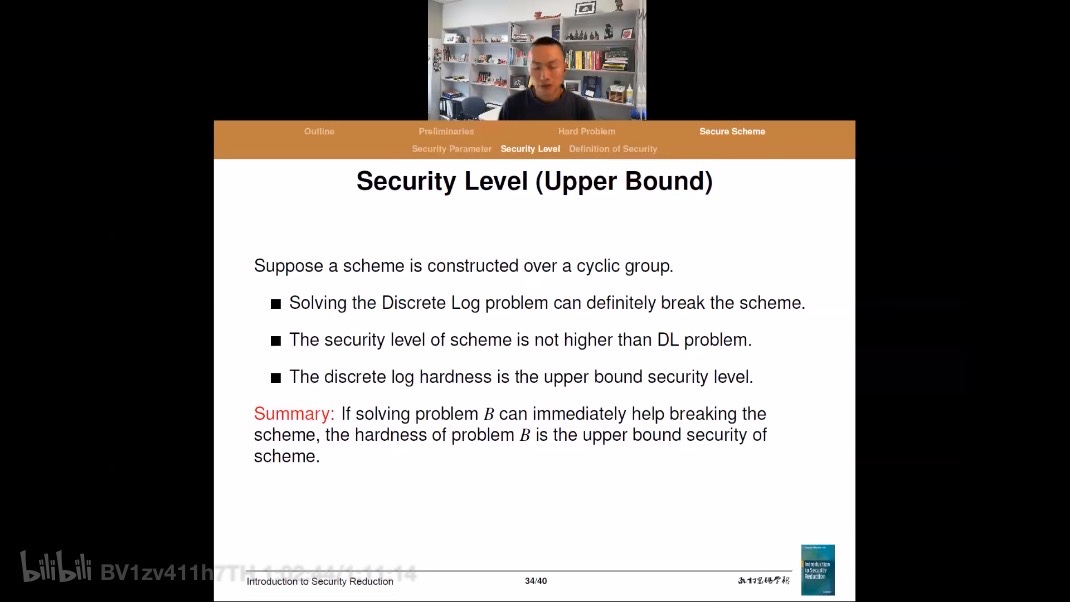 Outline Preliminaries Hard Problem Secure Scheme
Security Parameter Security Level Definition of Security
Security Level (Upper Bound)
Suppose a scheme is constructed over a cyclic group.
■ Solving the Discrete Log problem can definitely break the scheme.
■ The security level of scheme is not higher than DL problem.
■ The discrete log hardness is the upper bound security level.
Summary: If solving problem B can immediately help breaking the
scheme, the hardness of problem B is the upper bound security of
scheme.
Introduction
to Security
Reduction
bilibili BV1zv411h7TH 1:02:44/1:11:14
Introduction to Security Reduction 34/40